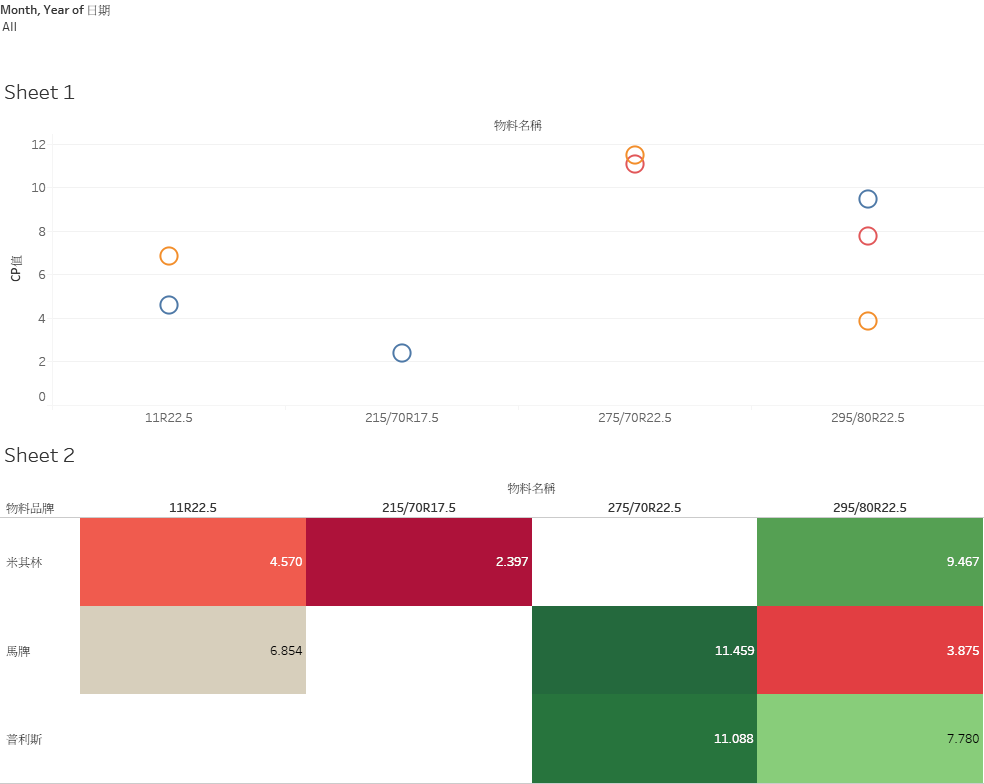 Month, Year of 日期
All
Sheet 1
物料名稱
12
10
8
6
4
2
0
CP值
11R22.5 215/70R17.5 275/70R22.5 295/80R22.5
Sheet 2
物料名稱
物料品牌 11R22.5 215/70R17.5 275/70R22.5 295/80R22.5
米其林 4.570 2.397 9.467
馬牌 6.854 11.459 3.875
普利斯 11.088 7.780